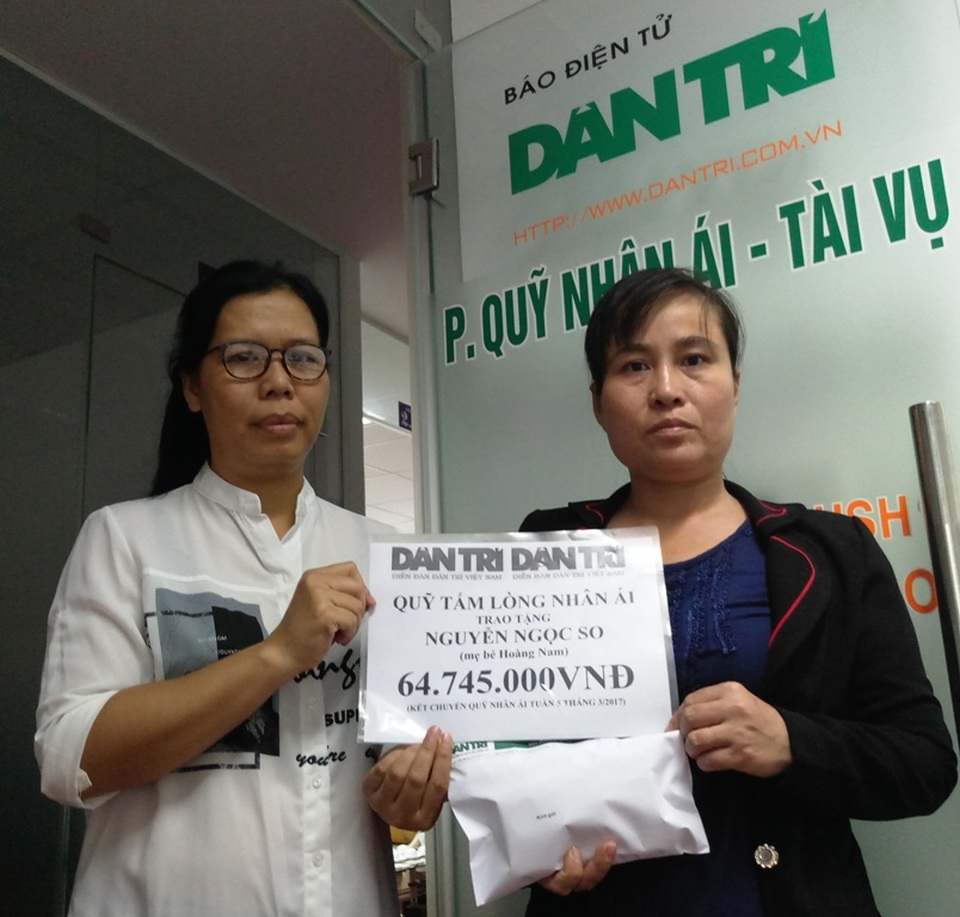 BÁO ĐIỆN TỬ
DÂN TRÍ
HTTP://WWW.DANTRI.COM.VN
P. QUỸ NHÂN ÁI - TÀI VỤ
DÂN TRÍ DÂN TRÍ
DIỄN ĐÀN DÂN TRÍ VIỆT NAM DIỄN ĐÀN DÂN TRÍ VIỆT NAM
QUỸ TẤM LÒNG NHÂN ÁI
TRAO TẶNG
NGUYỄN NGỌC SO
(mẹ bé Hoàng Nam)
64.745.000VNĐ
(KẾT CHUYỂN QUỸ NHÂN ÁI TUẦN 5 THÁNG 3/2017)
DÂN TRÍ
SUPE
you're